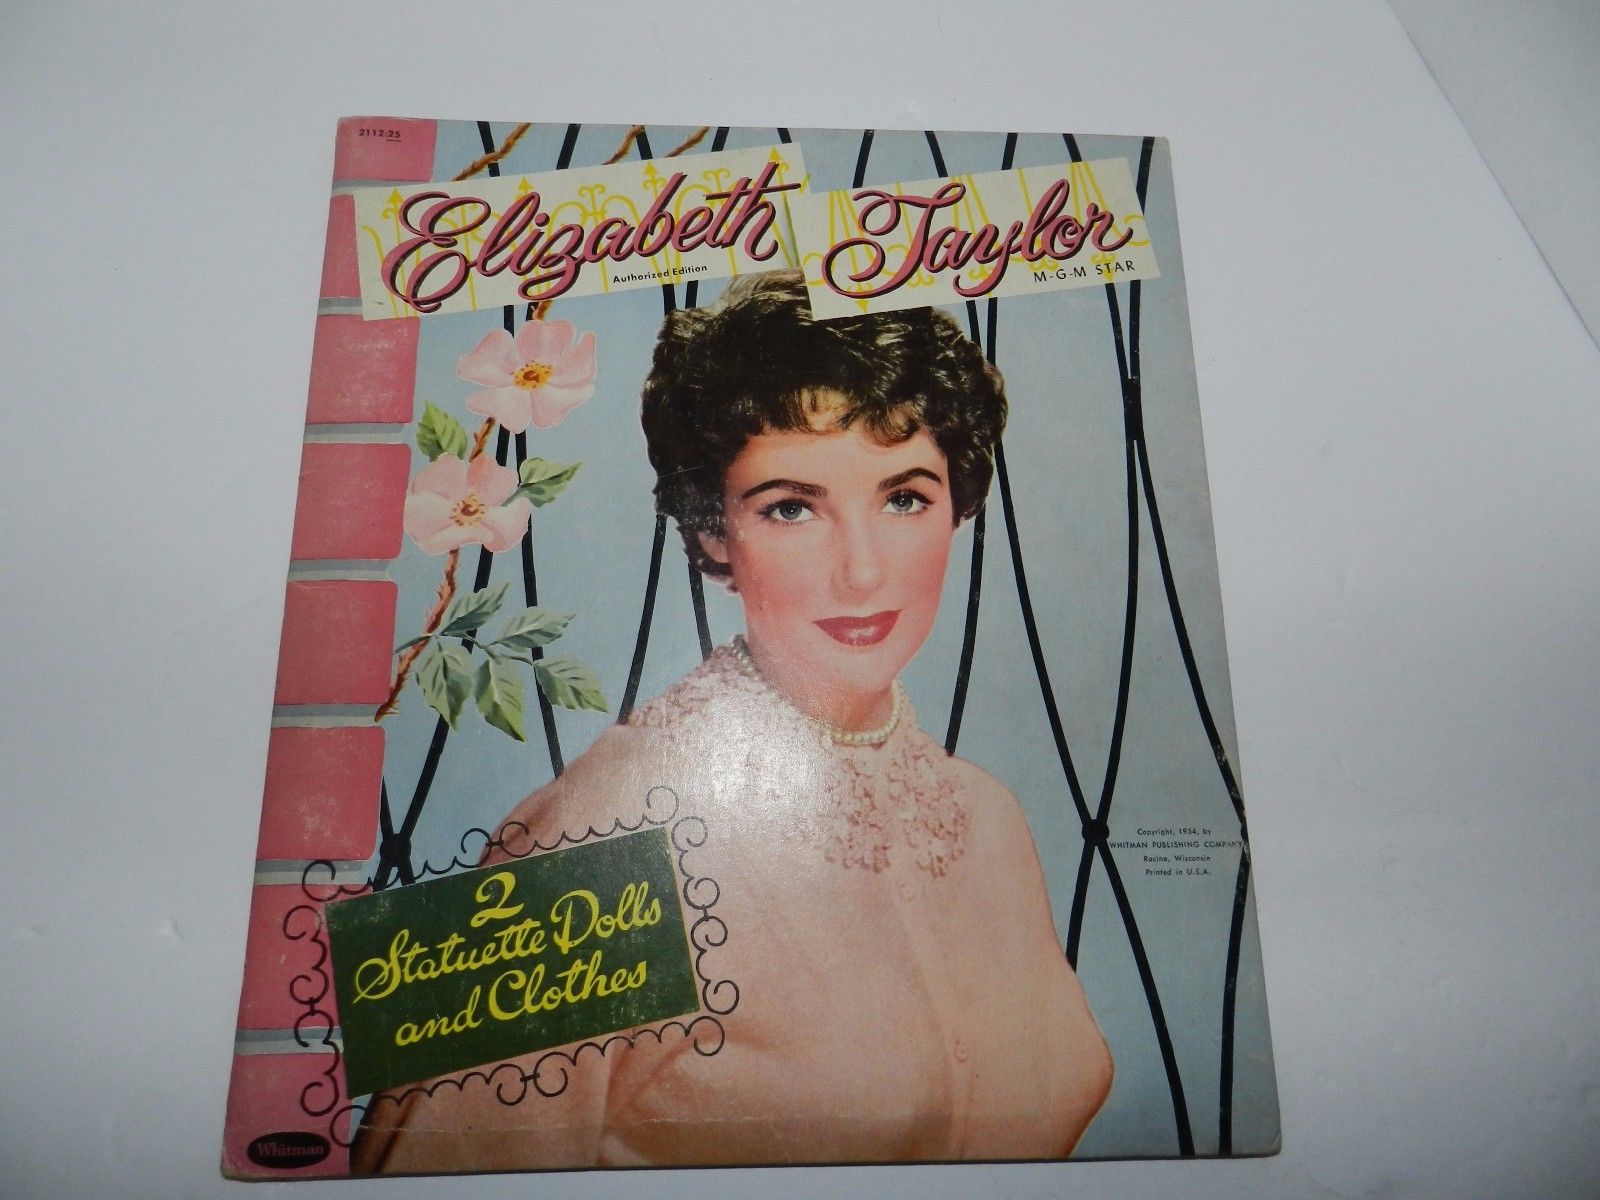 2112:25
Elizabeth Taylor
Authorized Edition
M-G-M STAR
Copyright, 1954, by
WHITMAN PUBLISHING COMPANY
Racine, Wisconsin
Printed in U.S.A.
2
Statuette Dolls
and Clothes
Whitman